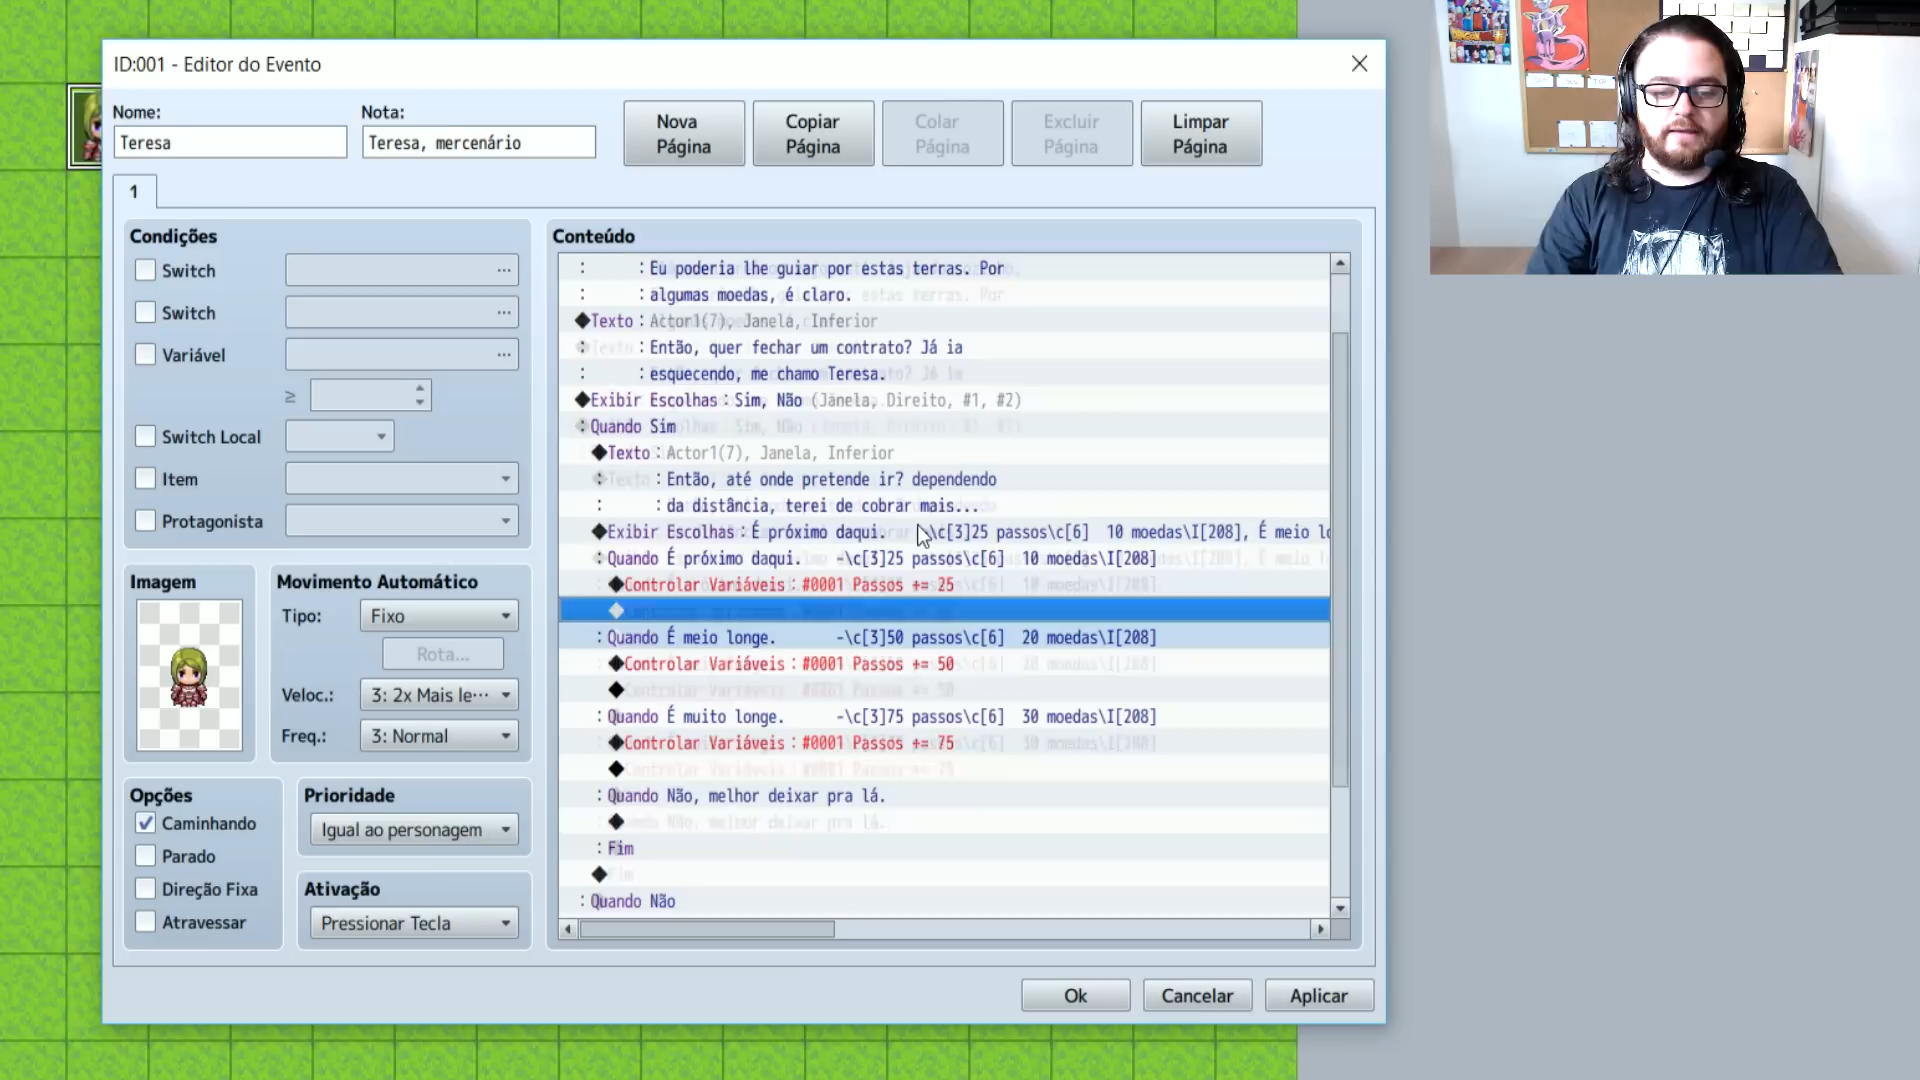 ID:001 - Editor do Evento
Nome:
Nota:
Teresa
Teresa, mercenário
Nova Página
Copiar Página
Colar Página
Excluir Página
Limpar Página
1
Condições
Switch
...
Switch
...
Variável
...
≥
Switch Local
Item
Protagonista
Imagem
Movimento Automático
Tipo:
Fixo
Rota...
Veloc.:
3: 2x Mais le···
Freq.:
3: Normal
Opções
Caminhando
Parado
Direção Fixa
Atravessar
Prioridade
Igual ao personagem
Ativação
Pressionar Tecla
Conteúdo
: : Eu poderia lhe guiar por estas terras. Por
: : algumas moedas, é claro.
◆Texto : Actor1(7), Janela, Inferior
: : Então, quer fechar um contrato? Já ia
: : esquecendo, me chamo Teresa.
◆Exibir Escolhas : Sim, Não (Janela, Direito, #1, #2)
: Quando Sim
◆Texto : Actor1(7), Janela, Inferior
: : Então, até onde pretende ir? dependendo
: : da distância, terei de cobrar mais...
◆Exibir Escolhas : É próximo daqui. -\c[3]25 passos\c[6] 10 moedas\I[208], É meio lo
: Quando É próximo daqui. -\c[3]25 passos\c[6] 10 moedas\I[208]
◆Controlar Variáveis : #0001 Passos += 25
◆
: Quando É meio longe. -\c[3]50 passos\c[6] 20 moedas\I[208]
◆Controlar Variáveis : #0001 Passos += 50
◆
: Quando É muito longe. -\c[3]75 passos\c[6] 30 moedas\I[208]
◆Controlar Variáveis : #0001 Passos += 75
◆
: Quando Não, melhor deixar pra lá.
◆
: Fim
◆
: Quando Não
Ok
Cancelar
Aplicar